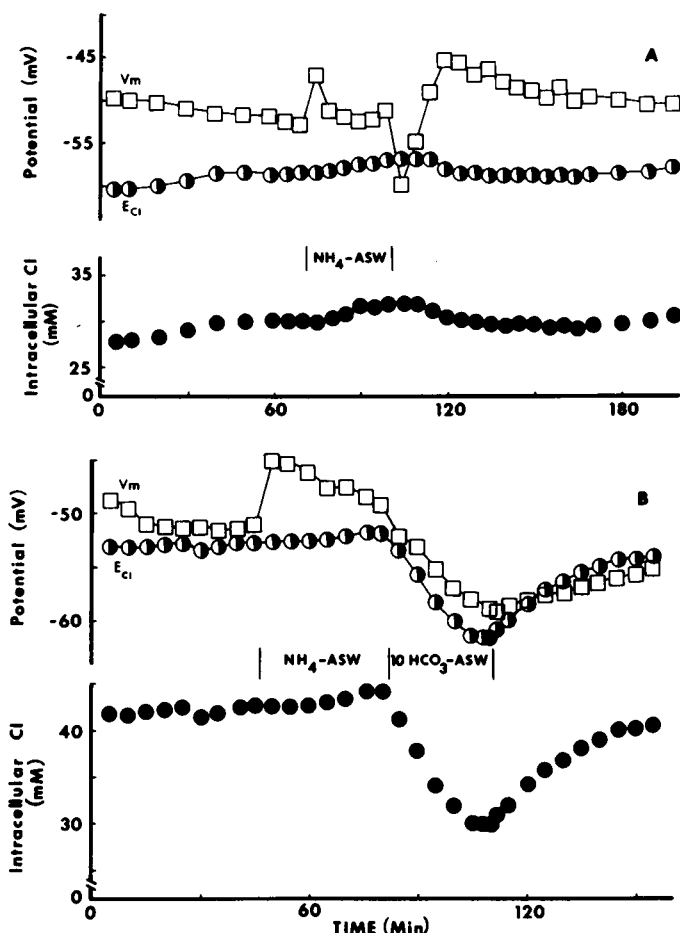 A
Potential (mV)
-45
-55
Vm
ECl
NH4-ASW
Intracellular Cl
(mM)
35
25
0
0 60 120 180
B
Potential (mV)
-50
-60
Vm
ECl
NH4-ASW 10 HCO3-ASW
Intracellular Cl
(mM)
40
30
0
0 60 120
TIME (Min)